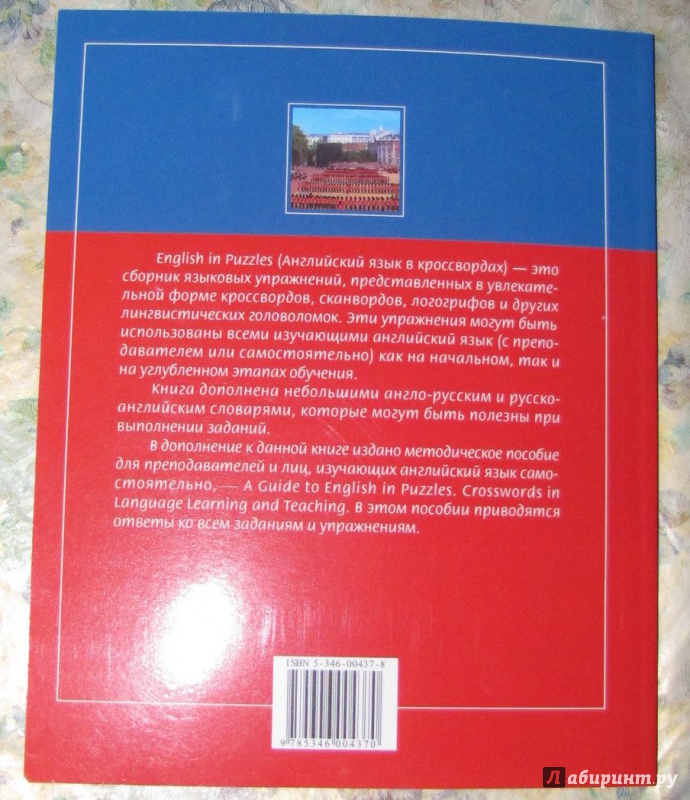 English in Puzzles (Английский язык в кроссвордах) — это
сборник языковых упражнений, представленных в увлекате-
льной форме кроссвордов, сканвордов, логогрифов и других
лингвистических головоломок. Эти упражнения могут быть
использованы всеми изучающими английский язык (с препо-
давателем или самостоятельно) как на начальном, так и
на углубленном этапах обучения.
Книга дополнена небольшими англо-русским и русско-
английским словарями, которые могут быть полезны при
выполнении заданий.
В дополнение к данной книге издано методическое пособие
для преподавателей и лиц, изучающих английский язык само-
стоятельно, — A Guide to English in Puzzles. Crosswords in
Language Learning and Teaching. В этом пособии приводятся
ответы ко всем заданиям и упражнениям.
ISBN 5-346-00437-8
9 785346 004370
Лабиринт.ру